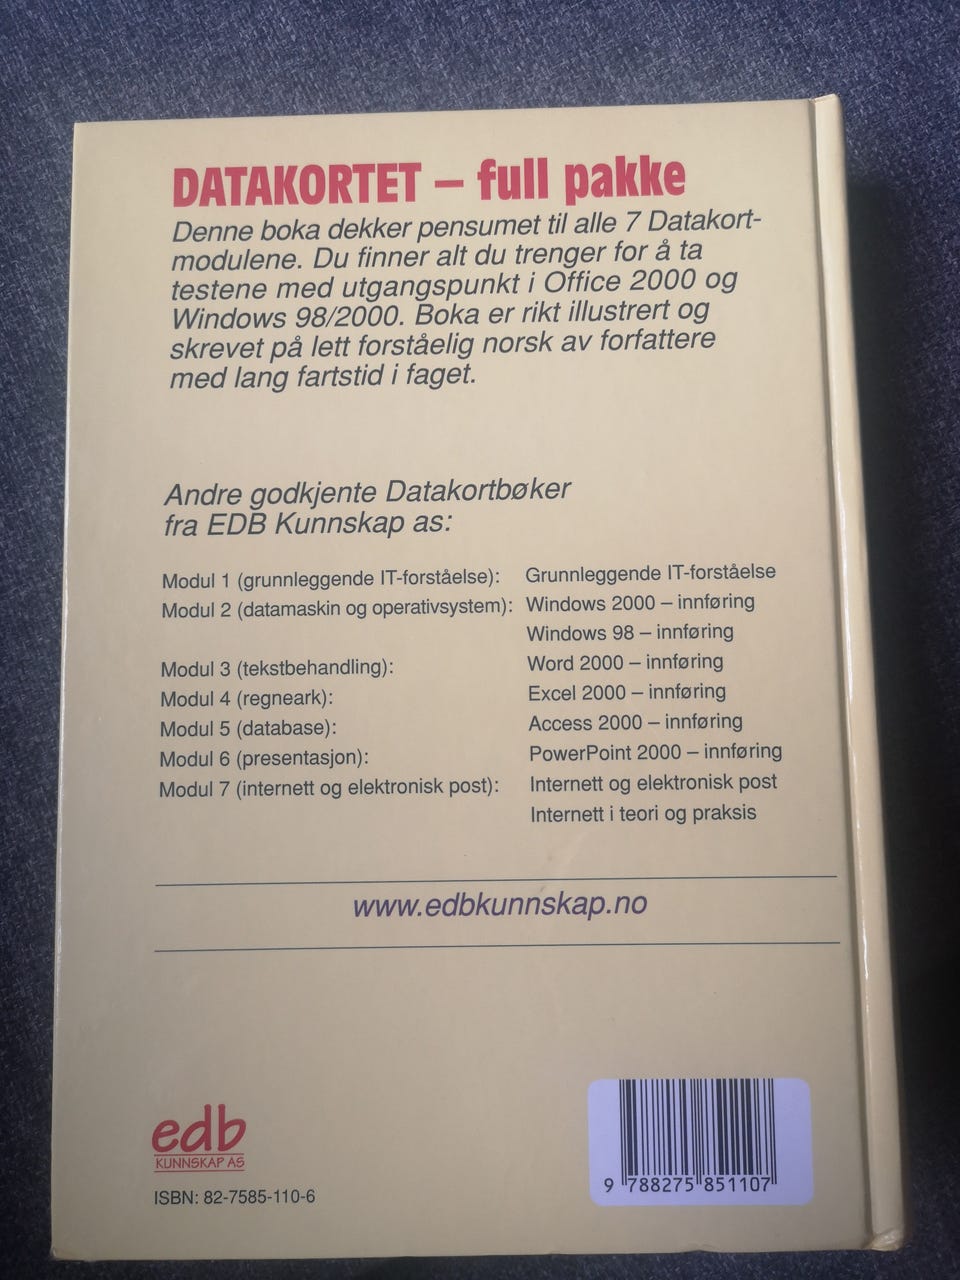 DATAKORTET – full pakke
Denne boka dekker pensumet til alle 7 Datakort-
modulene. Du finner alt du trenger for å ta
testene med utgangspunkt i Office 2000 og
Windows 98/2000. Boka er rikt illustrert og
skrevet på lett forståelig norsk av forfattere
med lang fartstid i faget.
Andre godkjente Datakortbøker
fra EDB Kunnskap as:
Modul 1 (grunnleggende IT-forståelse): Grunnleggende IT-forståelse
Modul 2 (datamaskin og operativsystem): Windows 2000 – innføring
Windows 98 – innføring
Modul 3 (tekstbehandling): Word 2000 – innføring
Modul 4 (regneark): Excel 2000 – innføring
Modul 5 (database): Access 2000 – innføring
Modul 6 (presentasjon): PowerPoint 2000 – innføring
Modul 7 (internett og elektronisk post): Internett og elektronisk post
Internett i teori og praksis
www.edbkunnskap.no
edb
KUNNSKAP AS
ISBN: 82-7585-110-6
9 788275 851107